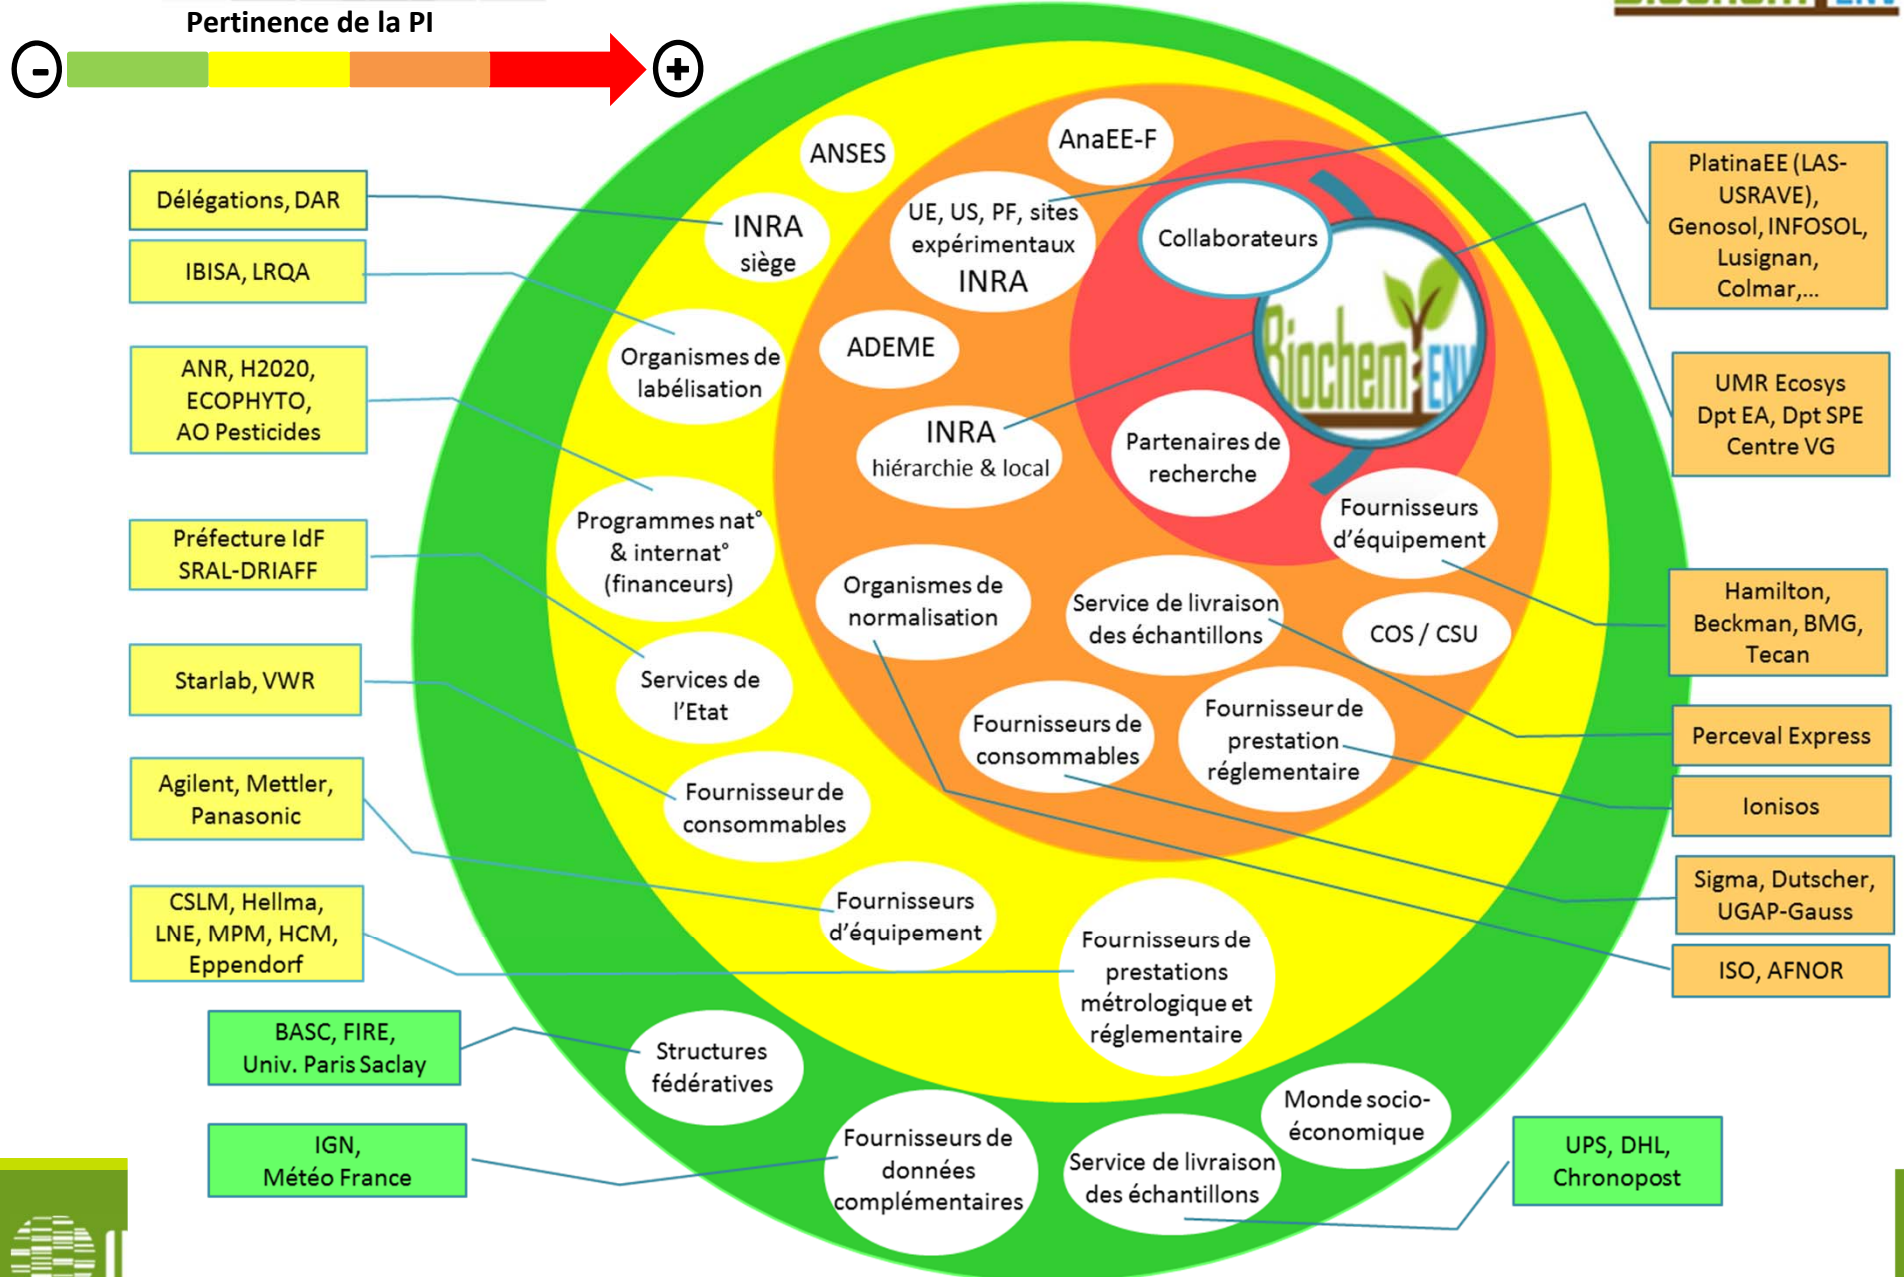 Pertinence de la PI
-
+
Biochem ENV
ANSES
AnaEE-F
INRA
siège
UE, US, PF, sites
expérimentaux
INRA
Collaborateurs
Biochem ENV
Organismes de
labélisation
ADEME
INRA
hiérarchie & local
Partenaires de
recherche
Programmes nat°
& internat°
(financeurs)
Fournisseurs
d'équipement
Organismes de
normalisation
Service de livraison
des échantillons
COS / CSU
Services de
l'Etat
Fournisseurs de
consommables
Fournisseur de
prestation
réglementaire
Fournisseur de
consommables
Fournisseurs
d'équipement
Fournisseurs de
prestations
métrologique et
réglementaire
Structures
fédératives
Fournisseurs de
données
complémentaires
Service de livraison
des échantillons
Monde socio-
économique
Délégations, DAR
IBISA, LRQA
ANR, H2020,
ECOPHYTO,
AO Pesticides
Préfecture IdF
SRAL-DRIAFF
Starlab, VWR
Agilent, Mettler,
Panasonic
CSLM, Hellma,
LNE, MPM, HCM,
Eppendorf
BASC, FIRE,
Univ. Paris Saclay
IGN,
Météo France
PlatinaEE (LAS-
USRAVE),
Genosol, INFOSOL,
Lusignan,
Colmar,...
UMR Ecosys
Dpt EA, Dpt SPE
Centre VG
Hamilton,
Beckman, BMG,
Tecan
Perceval Express
Ionisos
Sigma, Dutscher,
UGAP-Gauss
ISO, AFNOR
UPS, DHL,
Chronopost